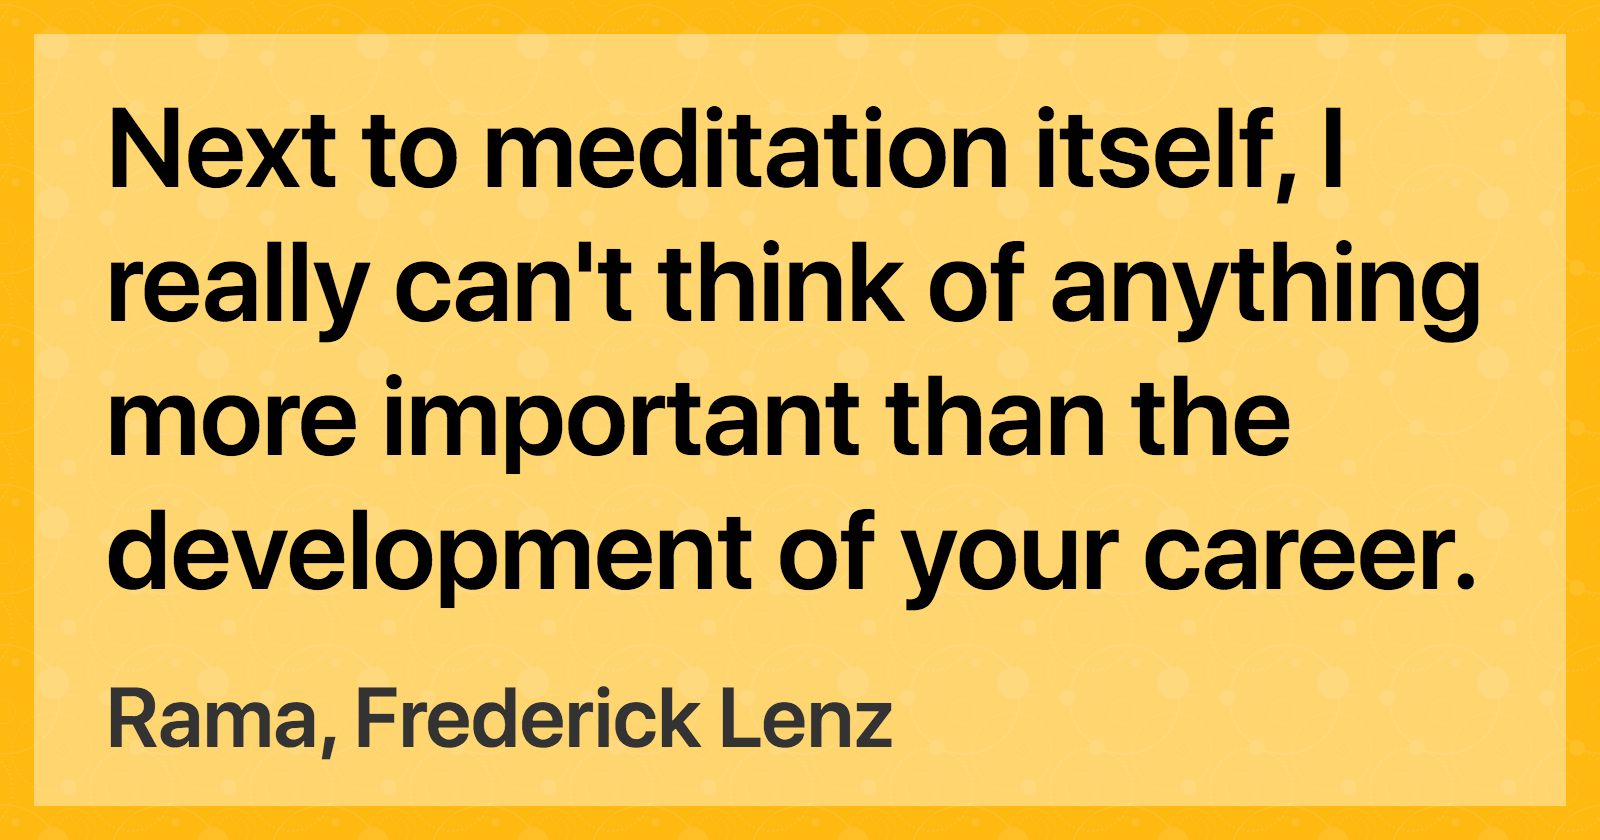 Next to meditation itself, I
really can't think of anything
more important than the
development of your career.
Rama, Frederick Lenz